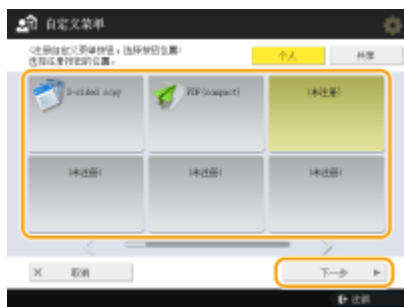 自定义菜单
<注册自定义菜单按钮：选择按钮位置>
选择注册按钮的位置。
个人
共享
2-sided copy
PDF(compact)
(未注册)
(未注册)
(未注册)
(未注册)
取消
下一步
注销